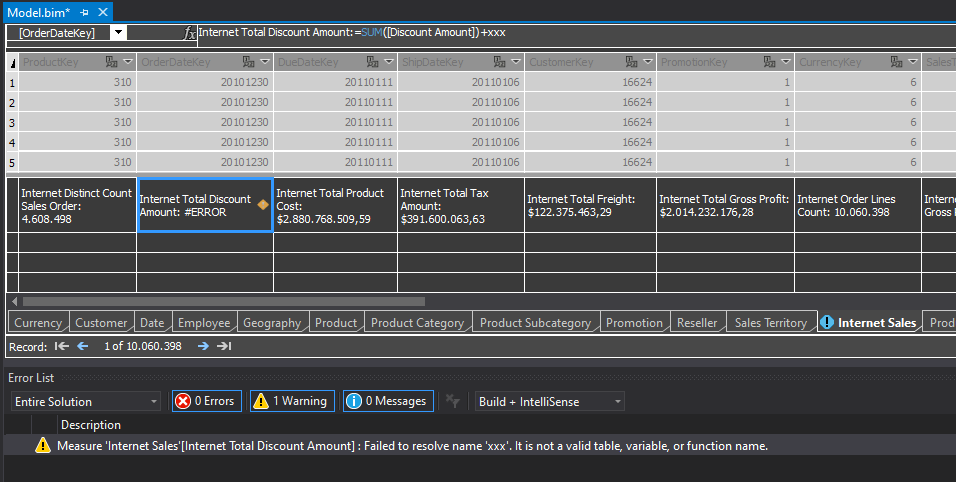 Model.bim*
[OrderDateKey] fx Internet Total Discount Amount:=SUM([Discount Amount])+xxx
ProductKey OrderDateKey DueDateKey ShipDateKey CustomerKey PromotionKey CurrencyKey SalesT
1 310 20101230 20110111 20110106 16624 1 6
2 310 20101230 20110111 20110106 16624 1 6
3 310 20101230 20110111 20110106 16624 1 6
4 310 20101230 20110111 20110106 16624 1 6
5 310 20101230 20110111 20110106 16624 1 6
Internet Distinct Count
Sales Order:
4.608.498
Internet Total Discount
Amount: #ERROR
Internet Total Product
Cost:
$2.880.768.509,59
Internet Total Tax
Amount:
$391.600.063,63
Internet Total Freight:
$122.375.463,29
Internet Total Gross Profit:
$2.014.232.176,28
Internet Order Lines
Count: 10.060.398
Intern
Gross P
Currency Customer Date Employee Geography Product Product Category Product Subcategory Promotion Reseller Sales Territory Internet Sales Prod
Record: 1 of 10.060.398
Error List
Entire Solution 0 Errors 1 Warning 0 Messages Build + IntelliSense
Description
Measure 'Internet Sales'[Internet Total Discount Amount] : Failed to resolve name 'xxx'. It is not a valid table, variable, or function name.